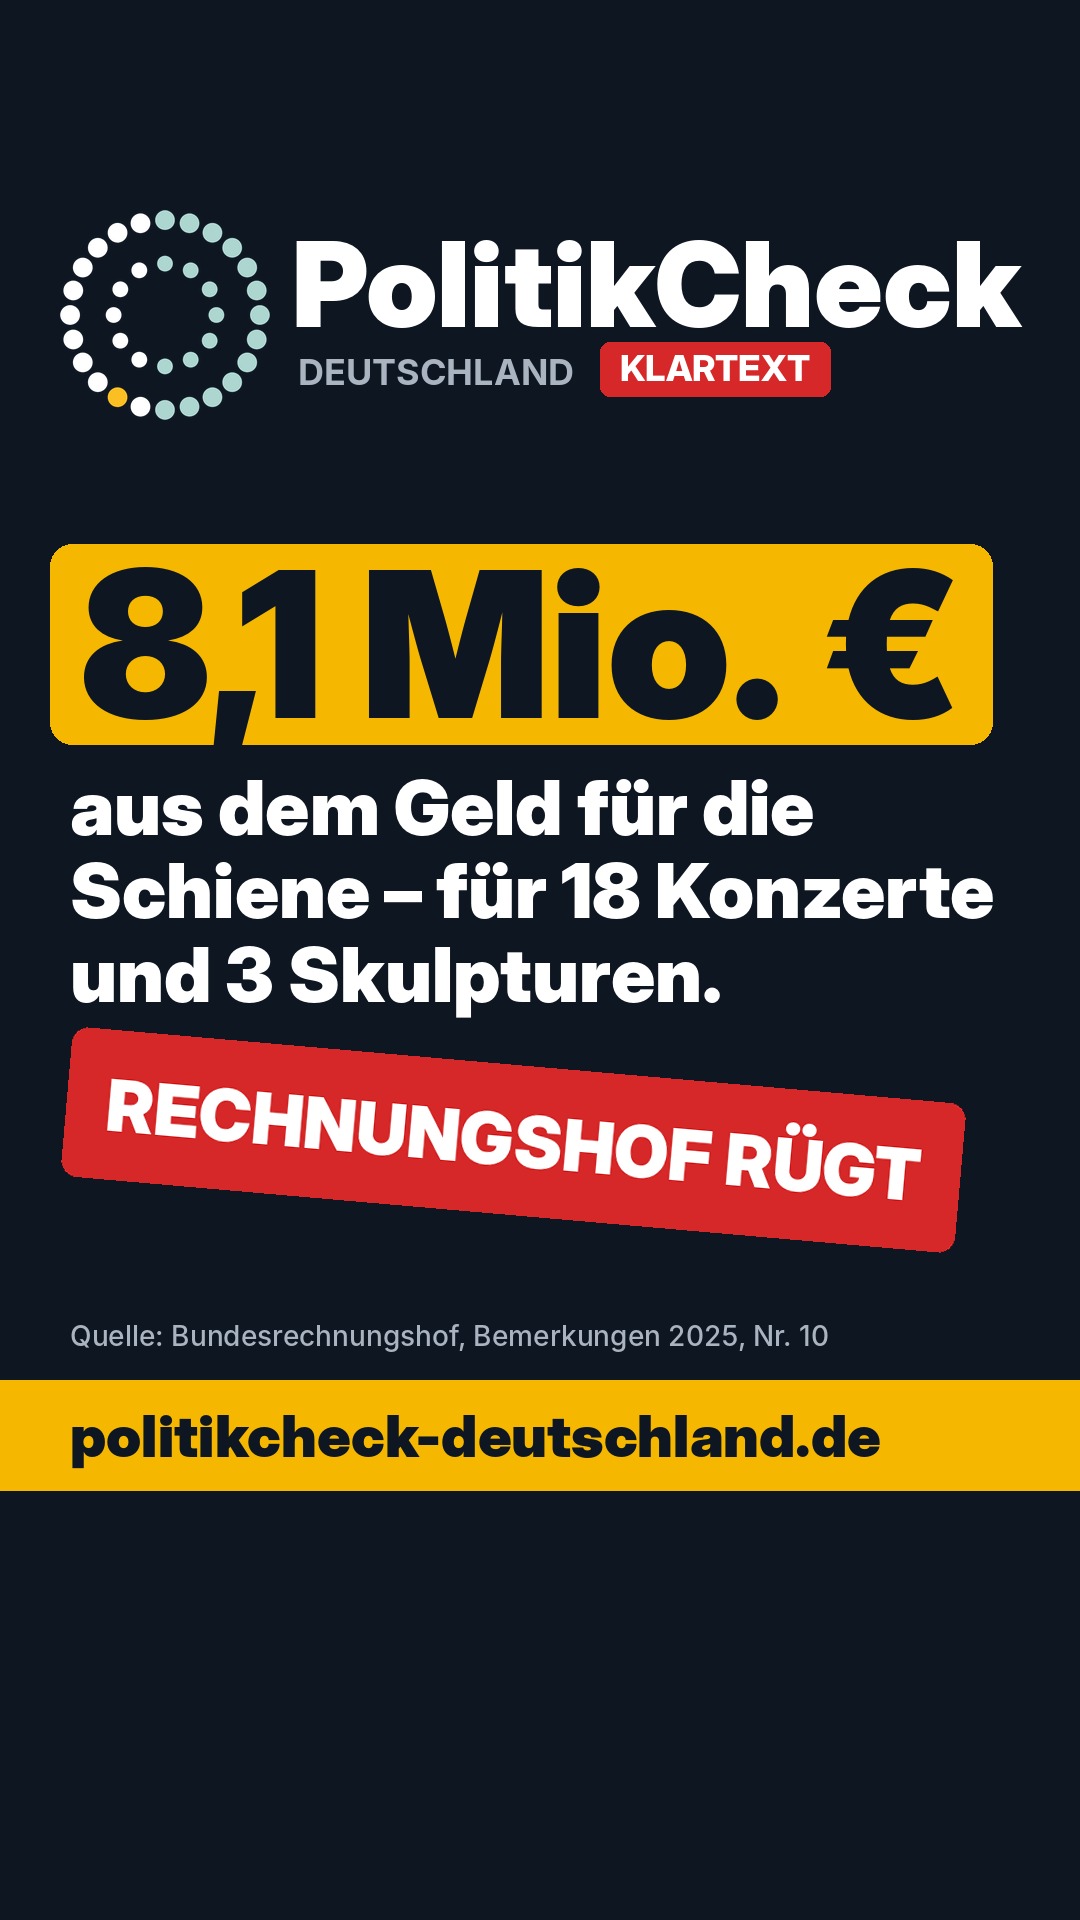 PolitikCheck
DEUTSCHLAND KLARTEXT
8,1 Mio. €
aus dem Geld für die
Schiene – für 18 Konzerte
und 3 Skulpturen.
RECHNUNGSHOF RÜGT
Quelle: Bundesrechnungshof, Bemerkungen 2025, Nr. 10
politikcheck-deutschland.de